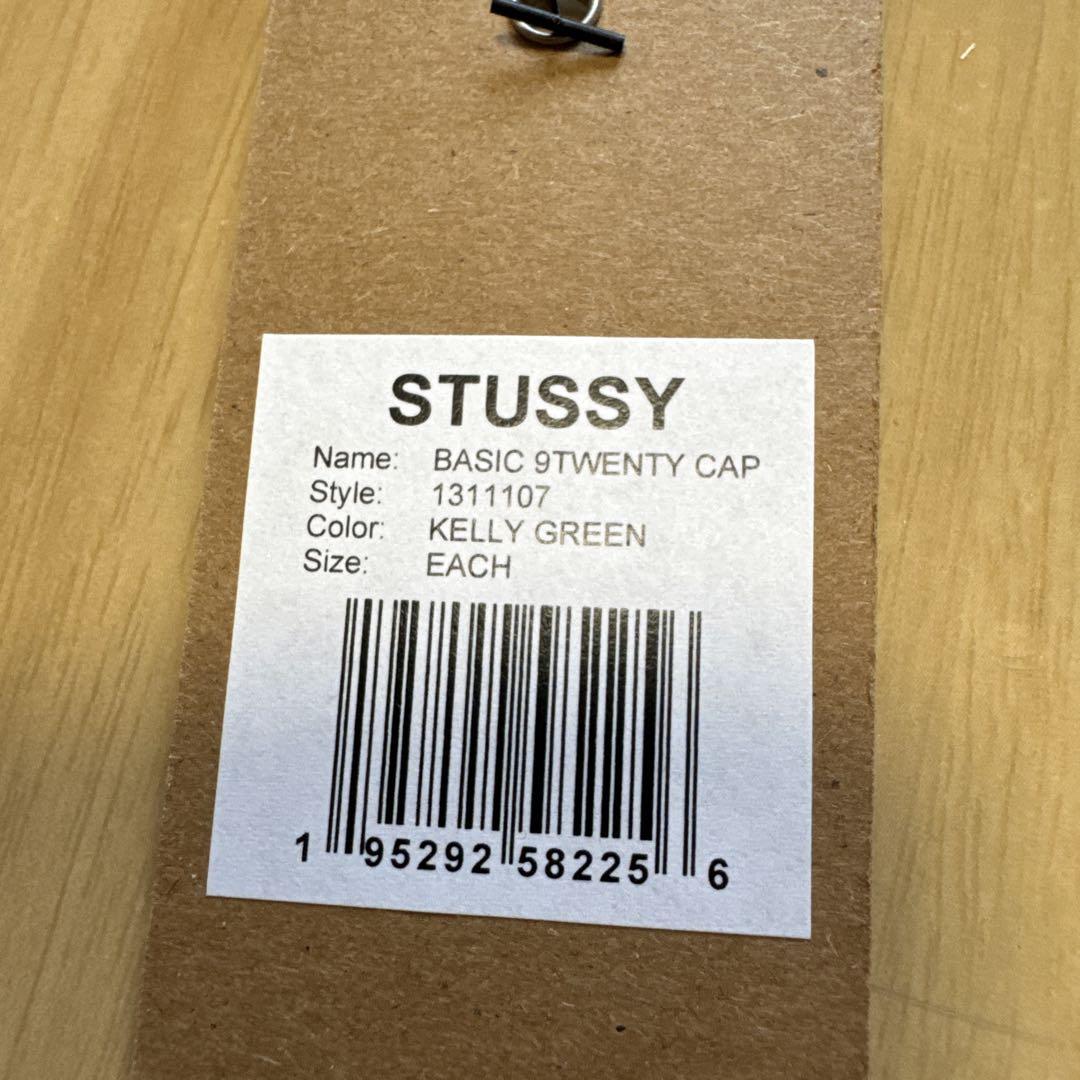 STUSSY
Name: BASIC 9TWENTY CAP
Style: 1311107
Color: KELLY GREEN
Size: EACH
1 95292 58225 6